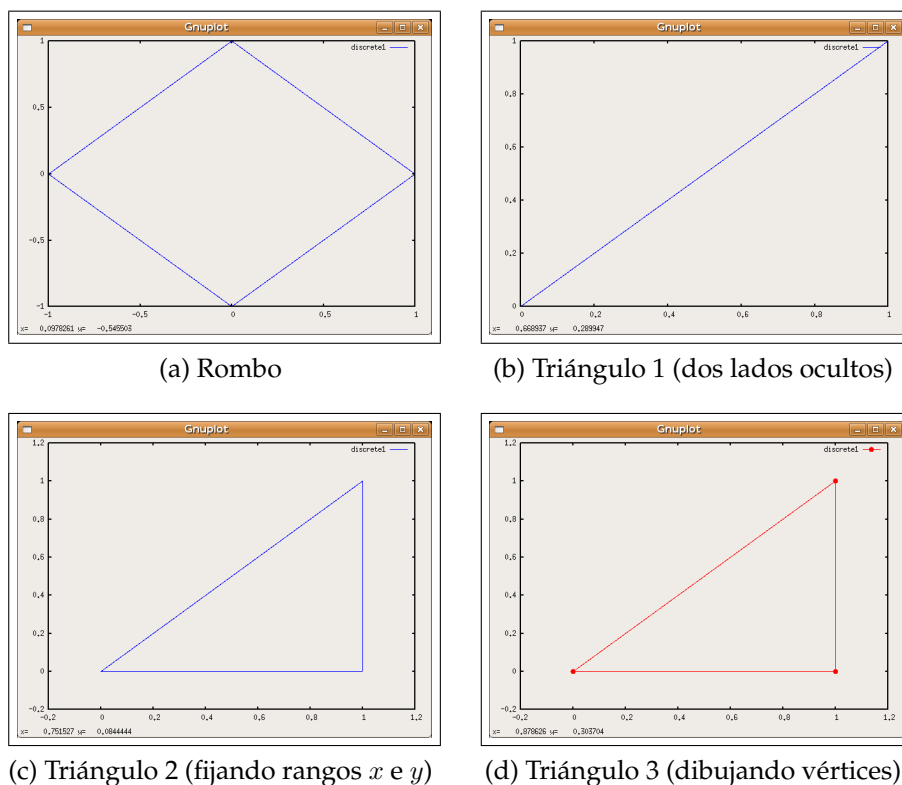 Gnuplot
discrete1
1
0.5
0
-0.5
-1
-1 -0.5 0 0.5 1
x= 0.0978261 y= -0.545503
(a) Rombo
Gnuplot
discrete1
1
0.8
0.6
0.4
0.2
0
0 0.2 0.4 0.6 0.8 1
x= 0.668937 y= 0.289947
(b) Triángulo 1 (dos lados ocultos)
Gnuplot
discrete1
1.2
1
0.8
0.6
0.4
0.2
0
-0.2
-0.2 0 0.2 0.4 0.6 0.8 1 1.2
x= 0.751527 y= 0.0844444
(c) Triángulo 2 (fijando rangos x e y)
Gnuplot
discrete1
1.2
1
0.8
0.6
0.4
0.2
0
-0.2
-0.2 0 0.2 0.4 0.6 0.8 1 1.2
x= 0.878626 y= 0.303704
(d) Triángulo 3 (dibujando vértices)